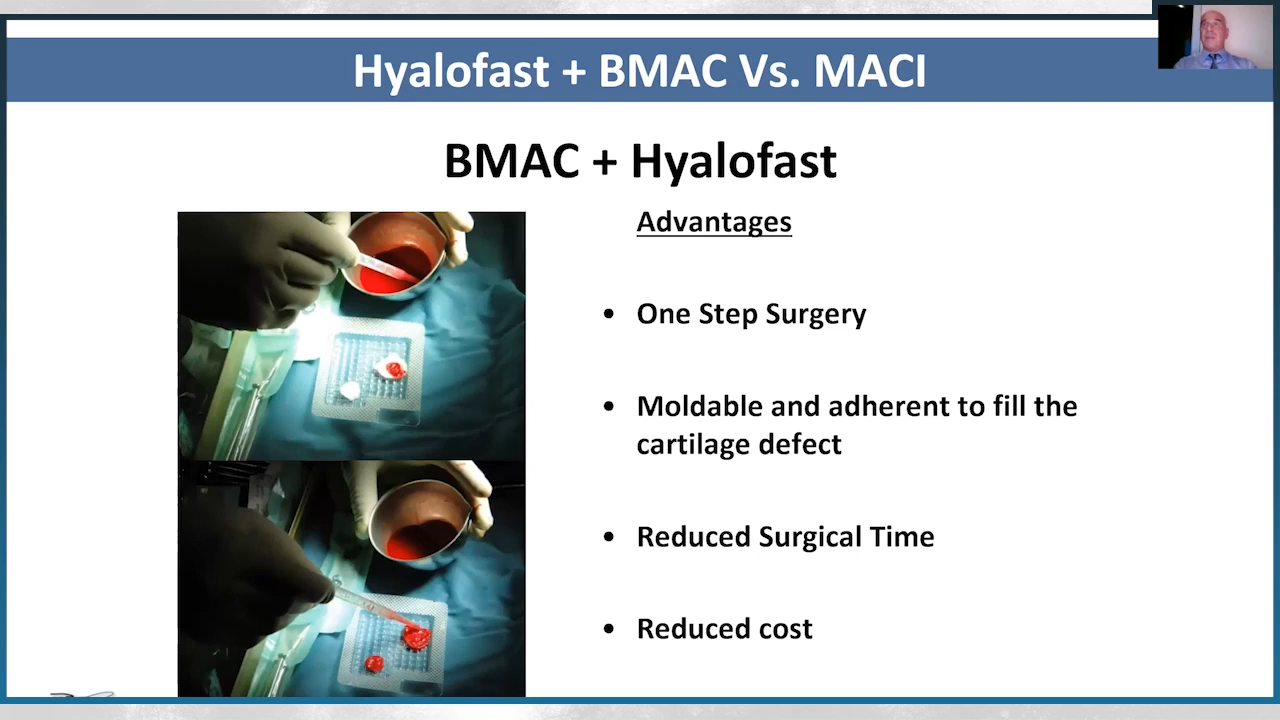 Hyalofast + BMAC Vs. MACI
BMAC + Hyalofast
Advantages
• One Step Surgery
• Moldable and adherent to fill the
cartilage defect
• Reduced Surgical Time
• Reduced cost